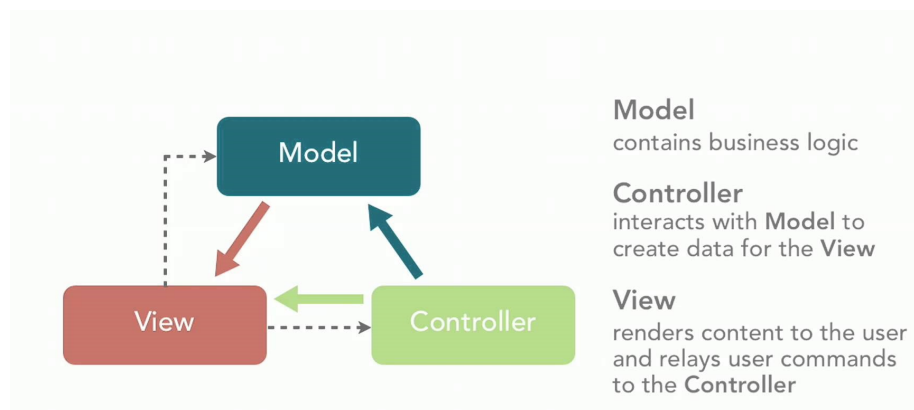 Model
View
Controller
Model
contains business logic
Controller
interacts with Model to
create data for the View
View
renders content to the user
and relays user commands
to the Controller